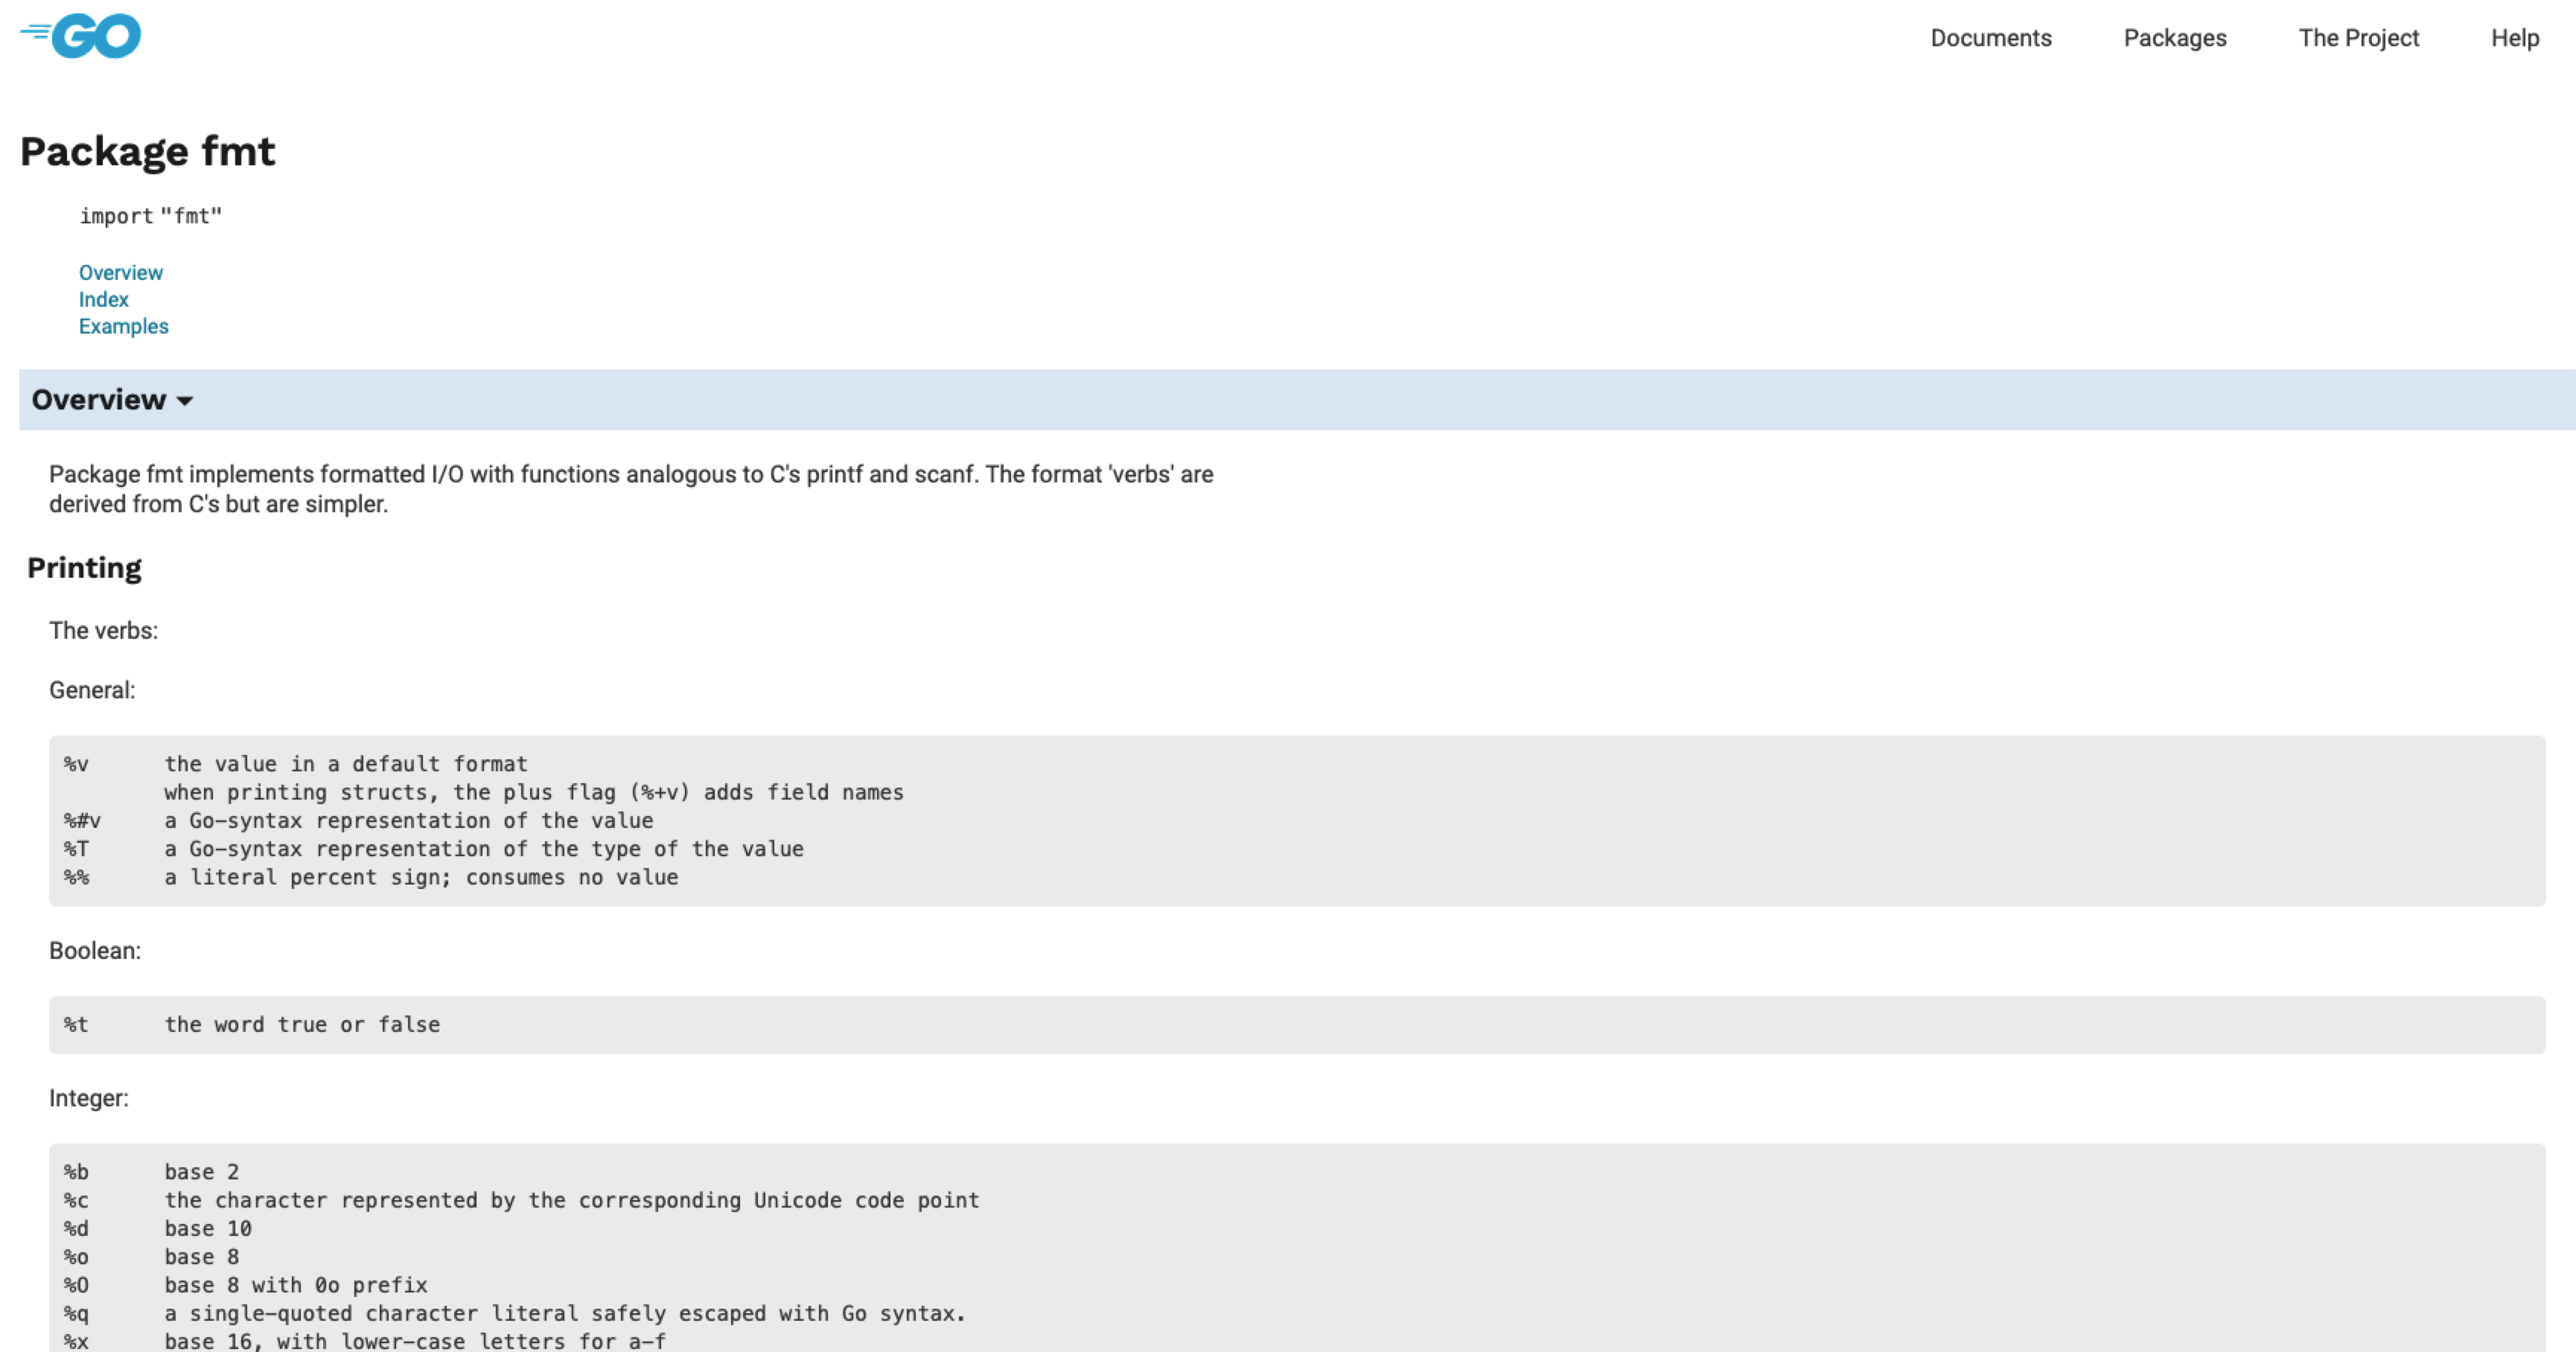 GO
Documents Packages The Project Help
Package fmt
import "fmt"
Overview
Index
Examples
Overview
Package fmt implements formatted I/O with functions analogous to C's printf and scanf. The format 'verbs' are
derived from C's but are simpler.
Printing
The verbs:
General:
%v the value in a default format
when printing structs, the plus flag (%+v) adds field names
%#v a Go-syntax representation of the value
%T a Go-syntax representation of the type of the value
%% a literal percent sign; consumes no value
Boolean:
%t the word true or false
Integer:
%b base 2
%c the character represented by the corresponding Unicode code point
%d base 10
%o base 8
%O base 8 with 0o prefix
%q a single-quoted character literal safely escaped with Go syntax.
%x base 16, with lower-case letters for a-f